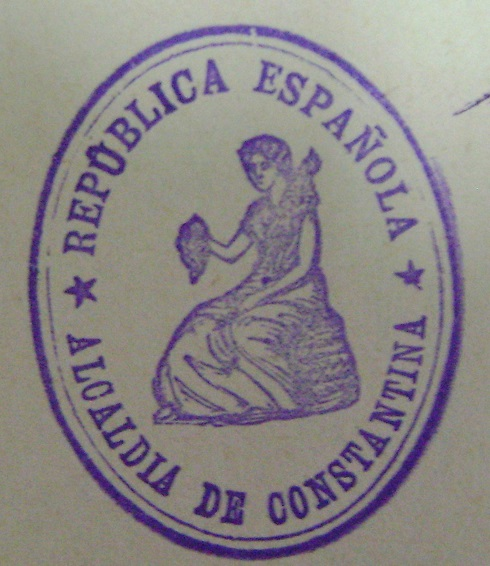 ★ REPÚBLICA ESPAÑOLA ★
ALCALDIA DE CONSTANTINA